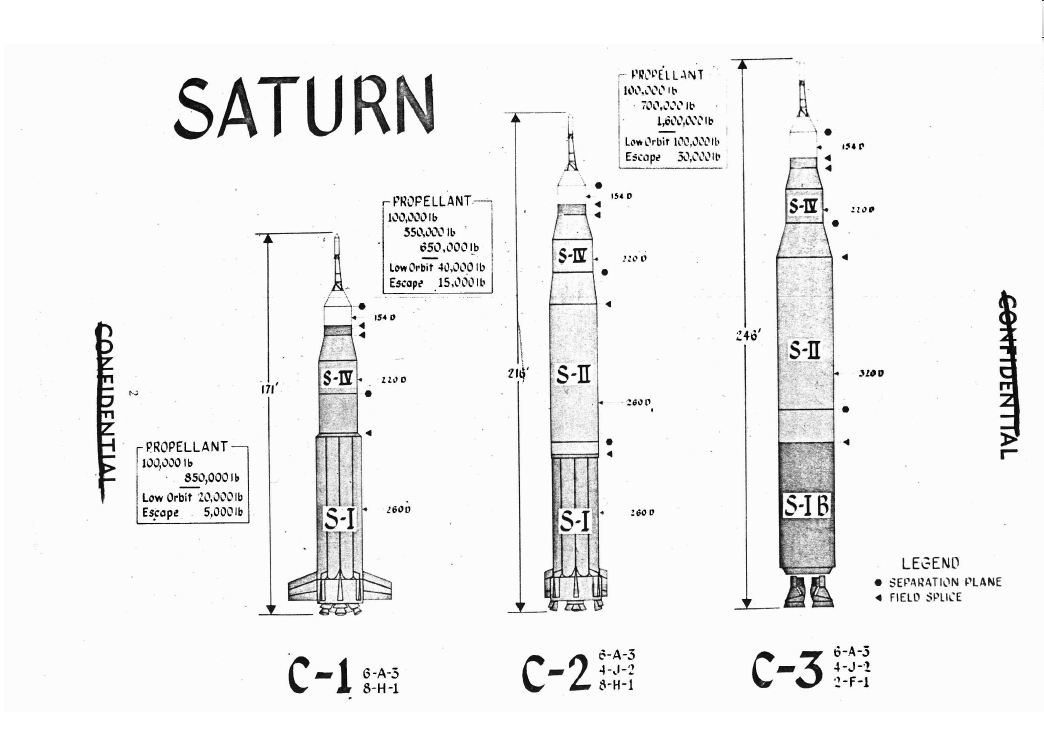 SATURN
PROPELLANT
100,000 lb
700,000 lb
1,600,000 lb
Low Orbit 100,000 lb
Escape 30,000 lb
PROPELLANT
100,000 lb
550,000 lb
650,000 lb
Low Orbit 40,000 lb
Escape 15,000 lb
PROPELLANT
100,000 lb
850,000 lb
Low Orbit 20,000 lb
Escape 5,000 lb
CONFIDENTIAL
2
171'
154 D
S-IV
220 D
S-I
260 D
216'
154 D
S-IV
220 D
S-II
260 D
S-I
260 D
246'
154 D
S-IV
220 D
S-II
320 D
S-I B
CONFIDENTIAL
LEGEND
SEPARATION PLANE
FIELD SPLICE
C-1
6-A-3
8-H-1
C-2
6-A-3
4-J-2
8-H-1
C-3
6-A-3
4-J-2
2-F-1